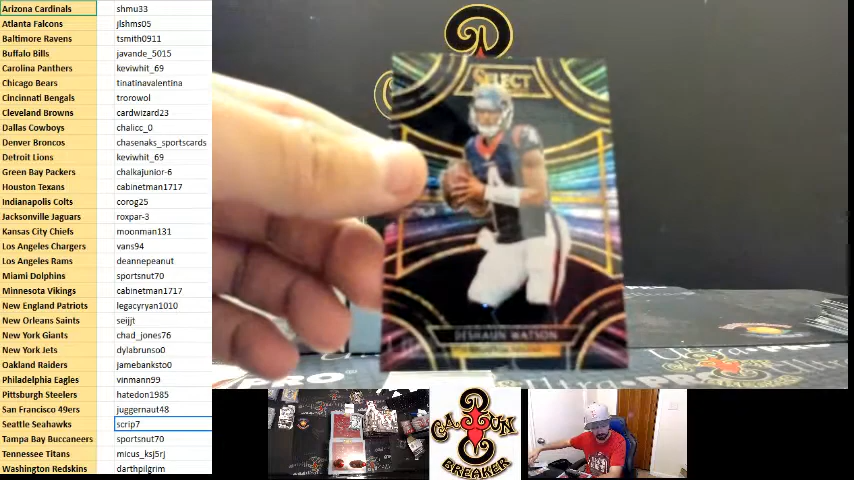 Arizona Cardinals shmu33
Atlanta Falcons jlshms05
Baltimore Ravens tsmith0911
Buffalo Bills javande_5015
Carolina Panthers keviwhit_69
Chicago Bears tinatinavalentina
Cincinnati Bengals trorowol
Cleveland Browns cardwizard23
Dallas Cowboys chalicc_0
Denver Broncos chasenaks_sportscards
Detroit Lions keviwhit_69
Green Bay Packers chalkajunior-6
Houston Texans cabinetman1717
Indianapolis Colts corog25
Jacksonville Jaguars roxpar-3
Kansas City Chiefs moonman131
Los Angeles Chargers vans94
Los Angeles Rams deannepeanut
Miami Dolphins sportsnut70
Minnesota Vikings cabinetman1717
New England Patriots legacyryan1010
New Orleans Saints seijjt
New York Giants chad_jones76
New York Jets dylabruns0
Oakland Raiders jamebanksto0
Philadelphia Eagles vinmann99
Pittsburgh Steelers hatedon1985
San Francisco 49ers juggernaut48
Seattle Seahawks scrip7
Tampa Bay Buccaneers sportsnut70
Tennessee Titans micus_ksj5rj
Washington Redskins darthpilgrim
SELECT
DESHAUN WATSON
PRO
Ultra
PRO
CAJUN
BREAKER